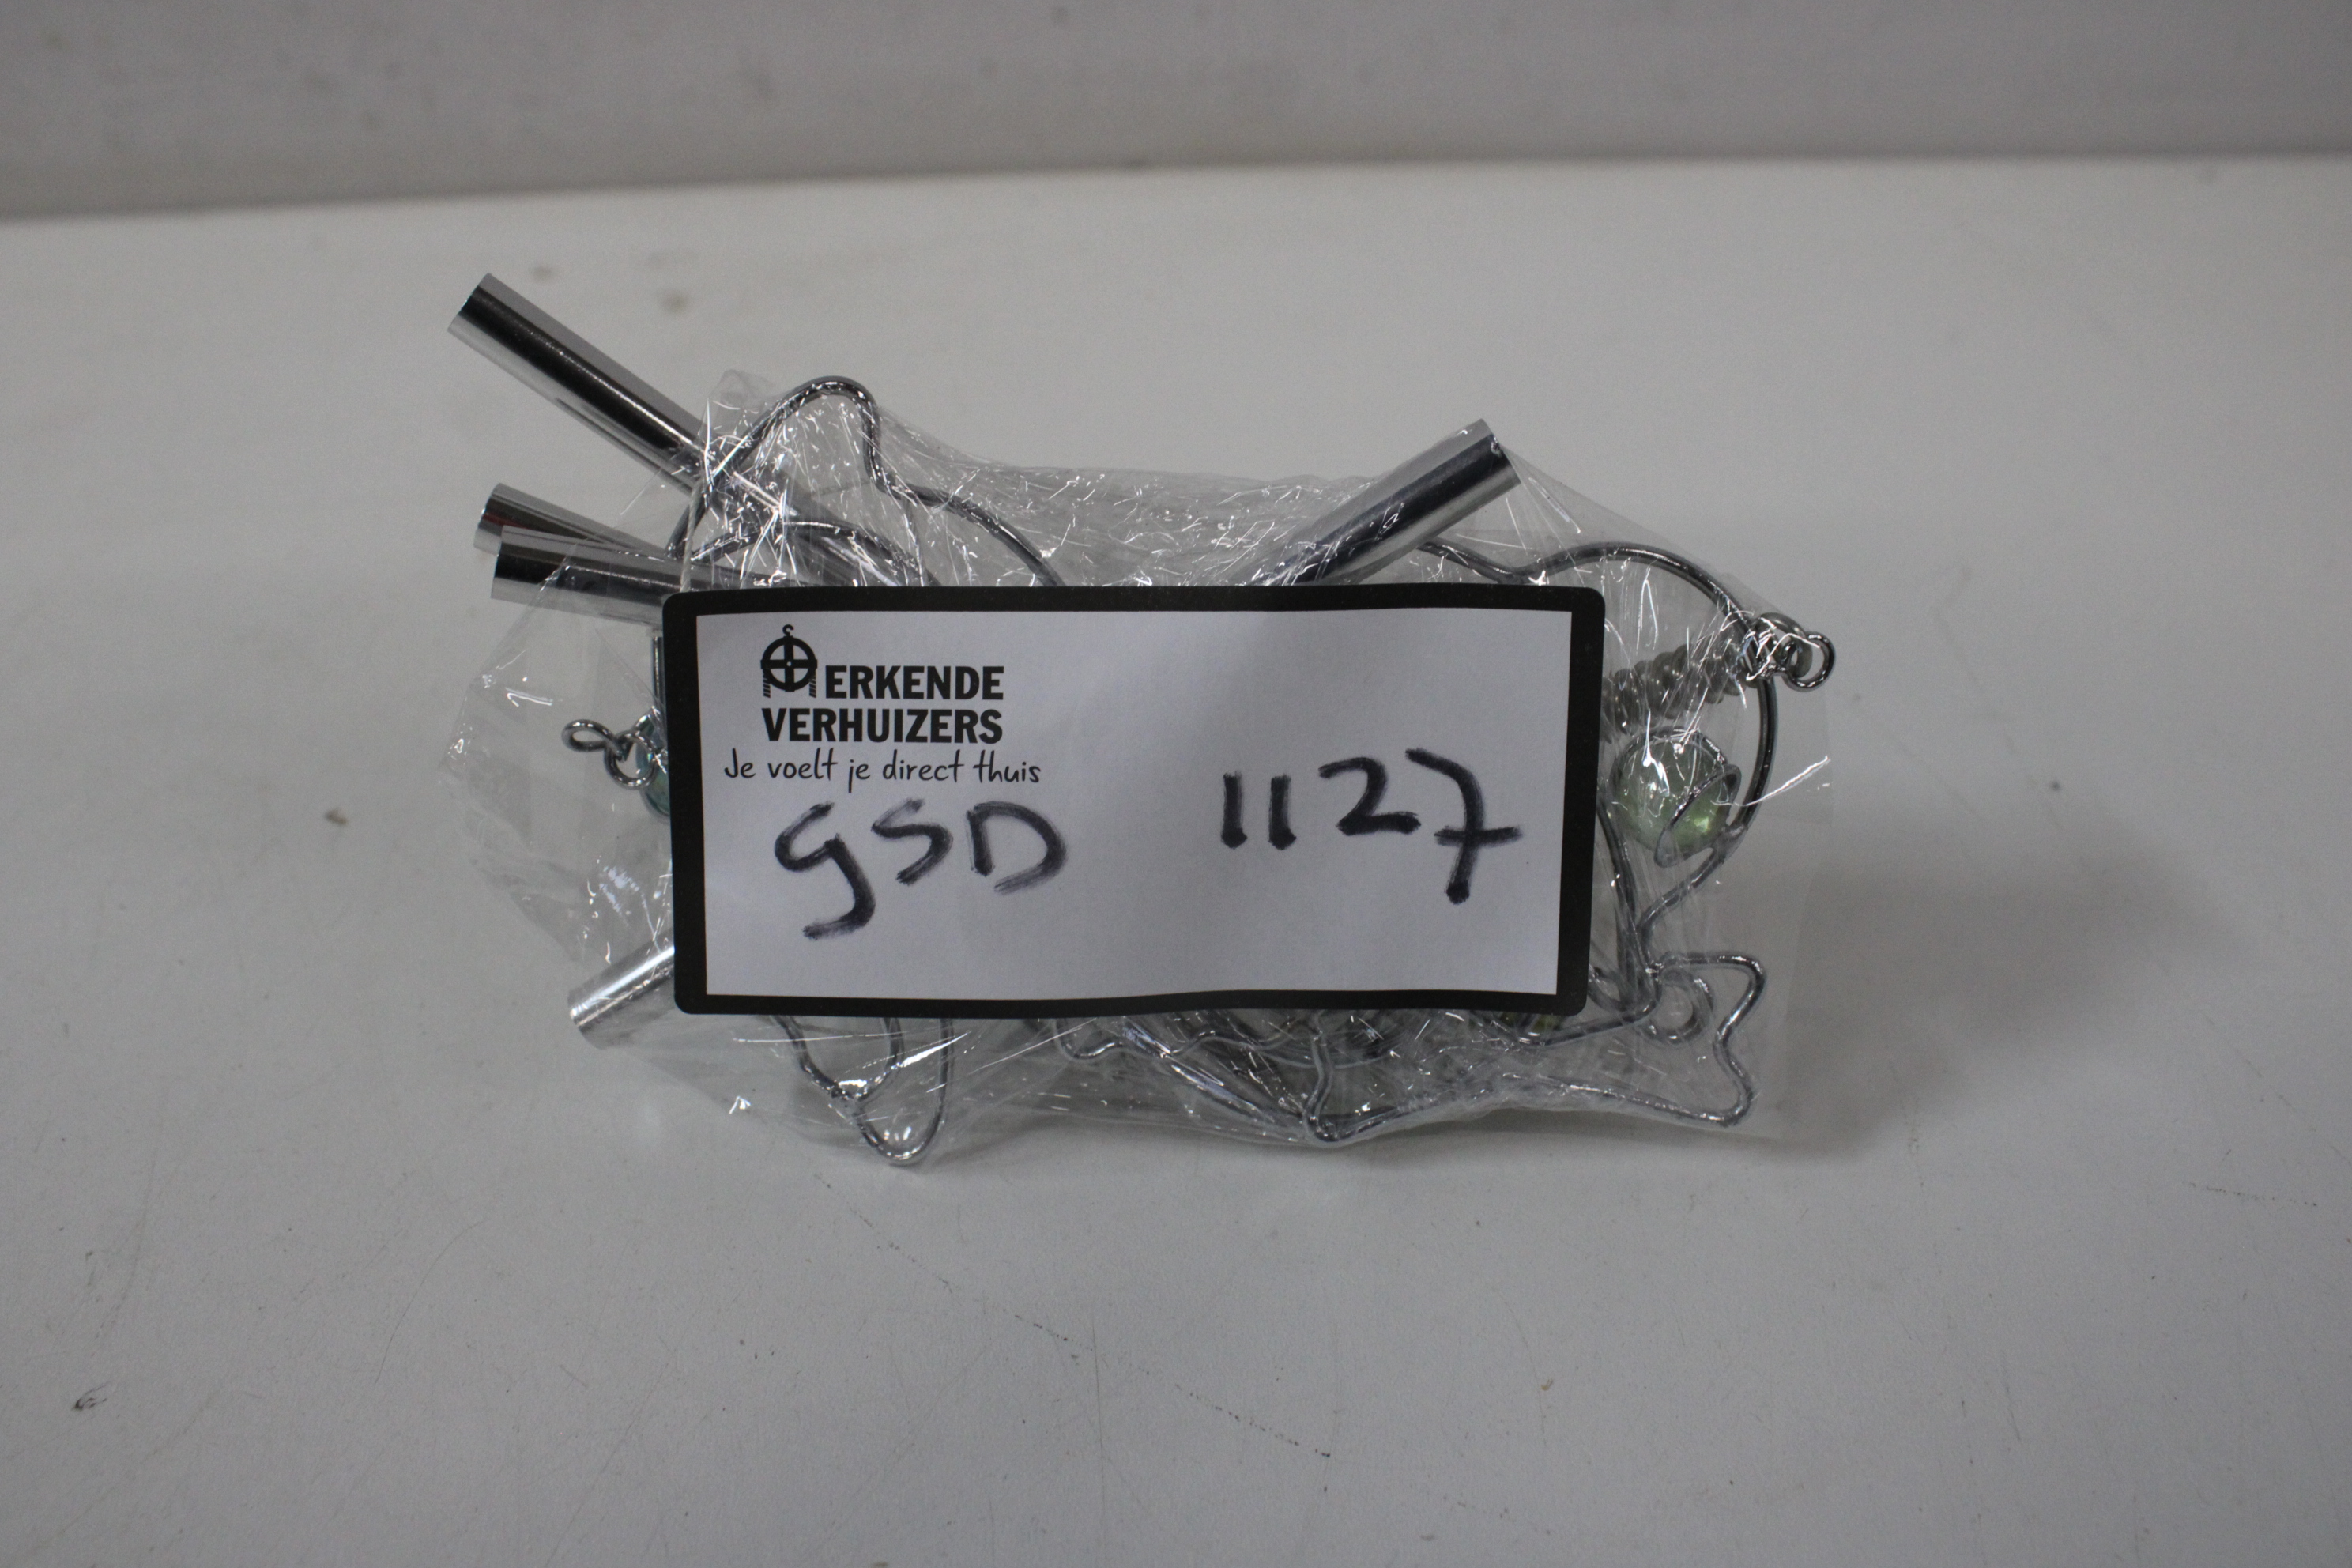 ERKENDE
VERHUIZERS
Je voelt je direct thuis
GSD 1127